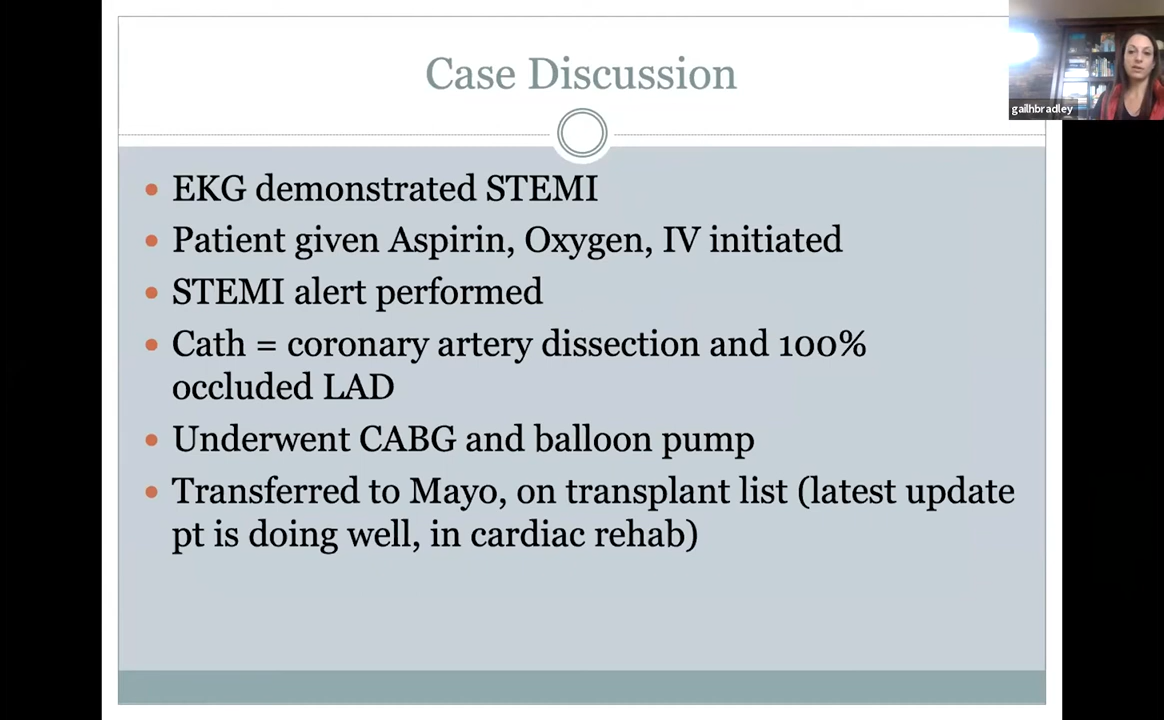 Case Discussion
gailhbradley
• EKG demonstrated STEMI
• Patient given Aspirin, Oxygen, IV initiated
• STEMI alert performed
• Cath = coronary artery dissection and 100%
occluded LAD
• Underwent CABG and balloon pump
• Transferred to Mayo, on transplant list (latest update
pt is doing well, in cardiac rehab)